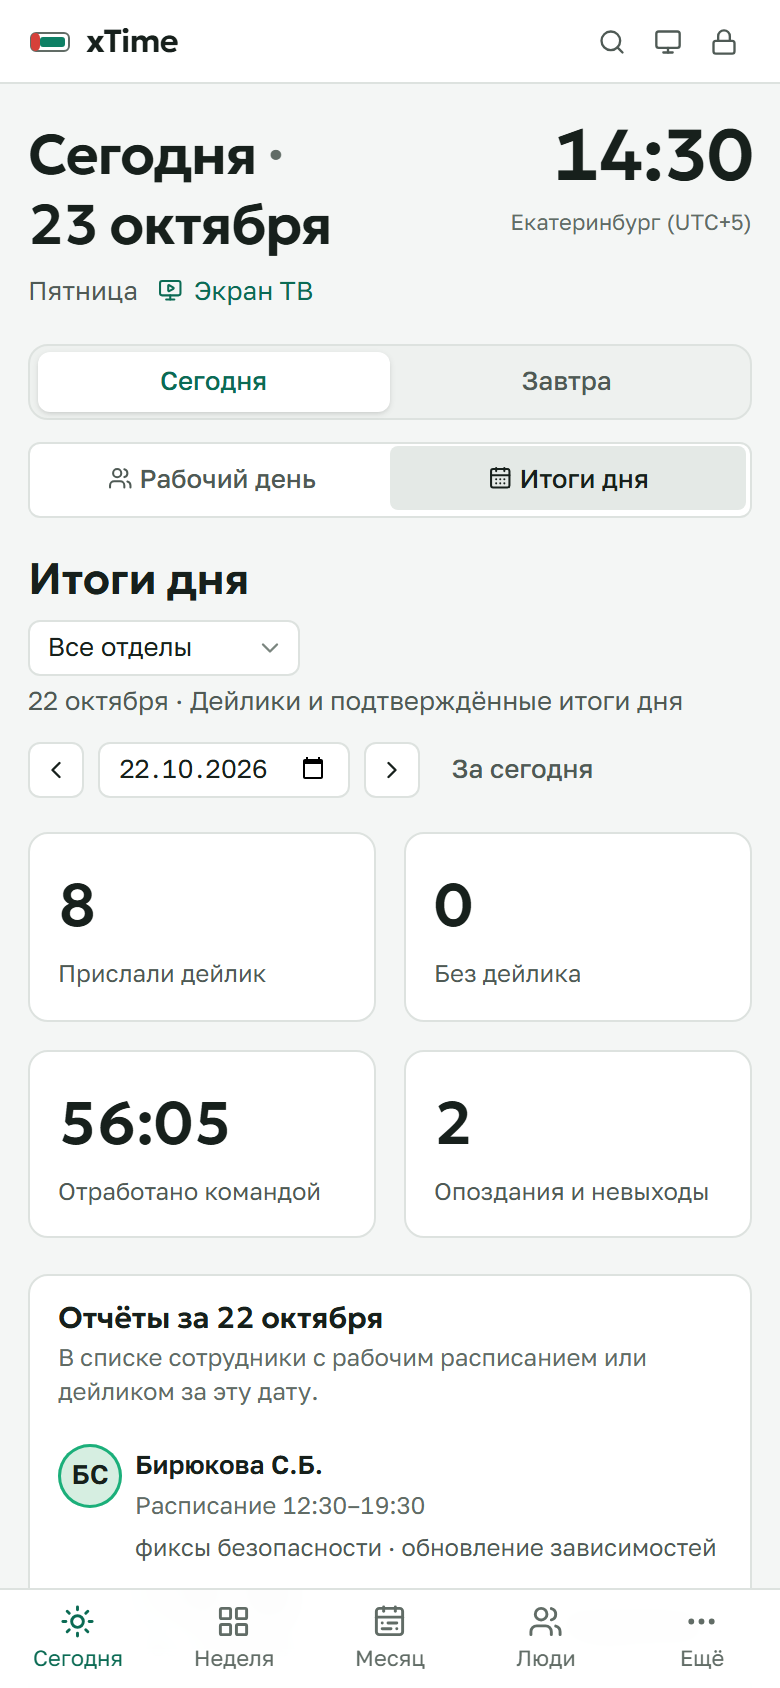 xTime
Сегодня ·
23 октября
14:30
Екатеринбург (UTC+5)
Пятница
Экран ТВ
Сегодня
Завтра
Рабочий день
Итоги дня
Итоги дня
Все отделы
22 октября · Дейлики и подтверждённые итоги дня
22.10.2026
За сегодня
8
Прислали дейлик
0
Без дейлика
56:05
Отработано командой
2
Опоздания и невыходы
Отчёты за 22 октября
В списке сотрудники с рабочим расписанием или
дейликом за эту дату.
БС
Бирюкова С.Б.
Расписание 12:30–19:30
фиксы безопасности · обновление зависимостей
Сегодня
Неделя
Месяц
Люди
Ещё